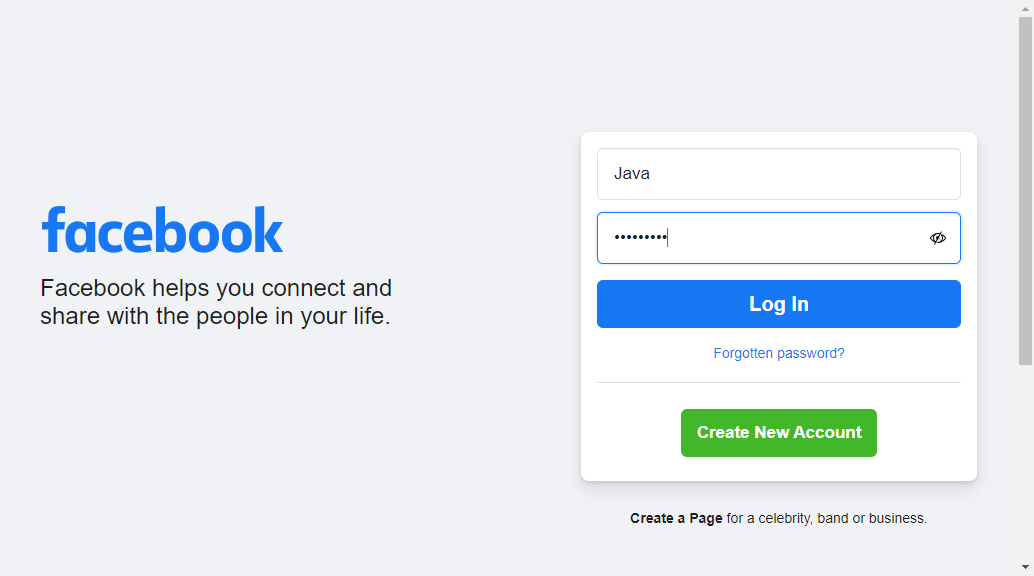 facebook
Facebook helps you connect and
share with the people in your life.
Java
•••••••••
Log In
Forgotten password?
Create New Account
Create a Page for a celebrity, band or business.